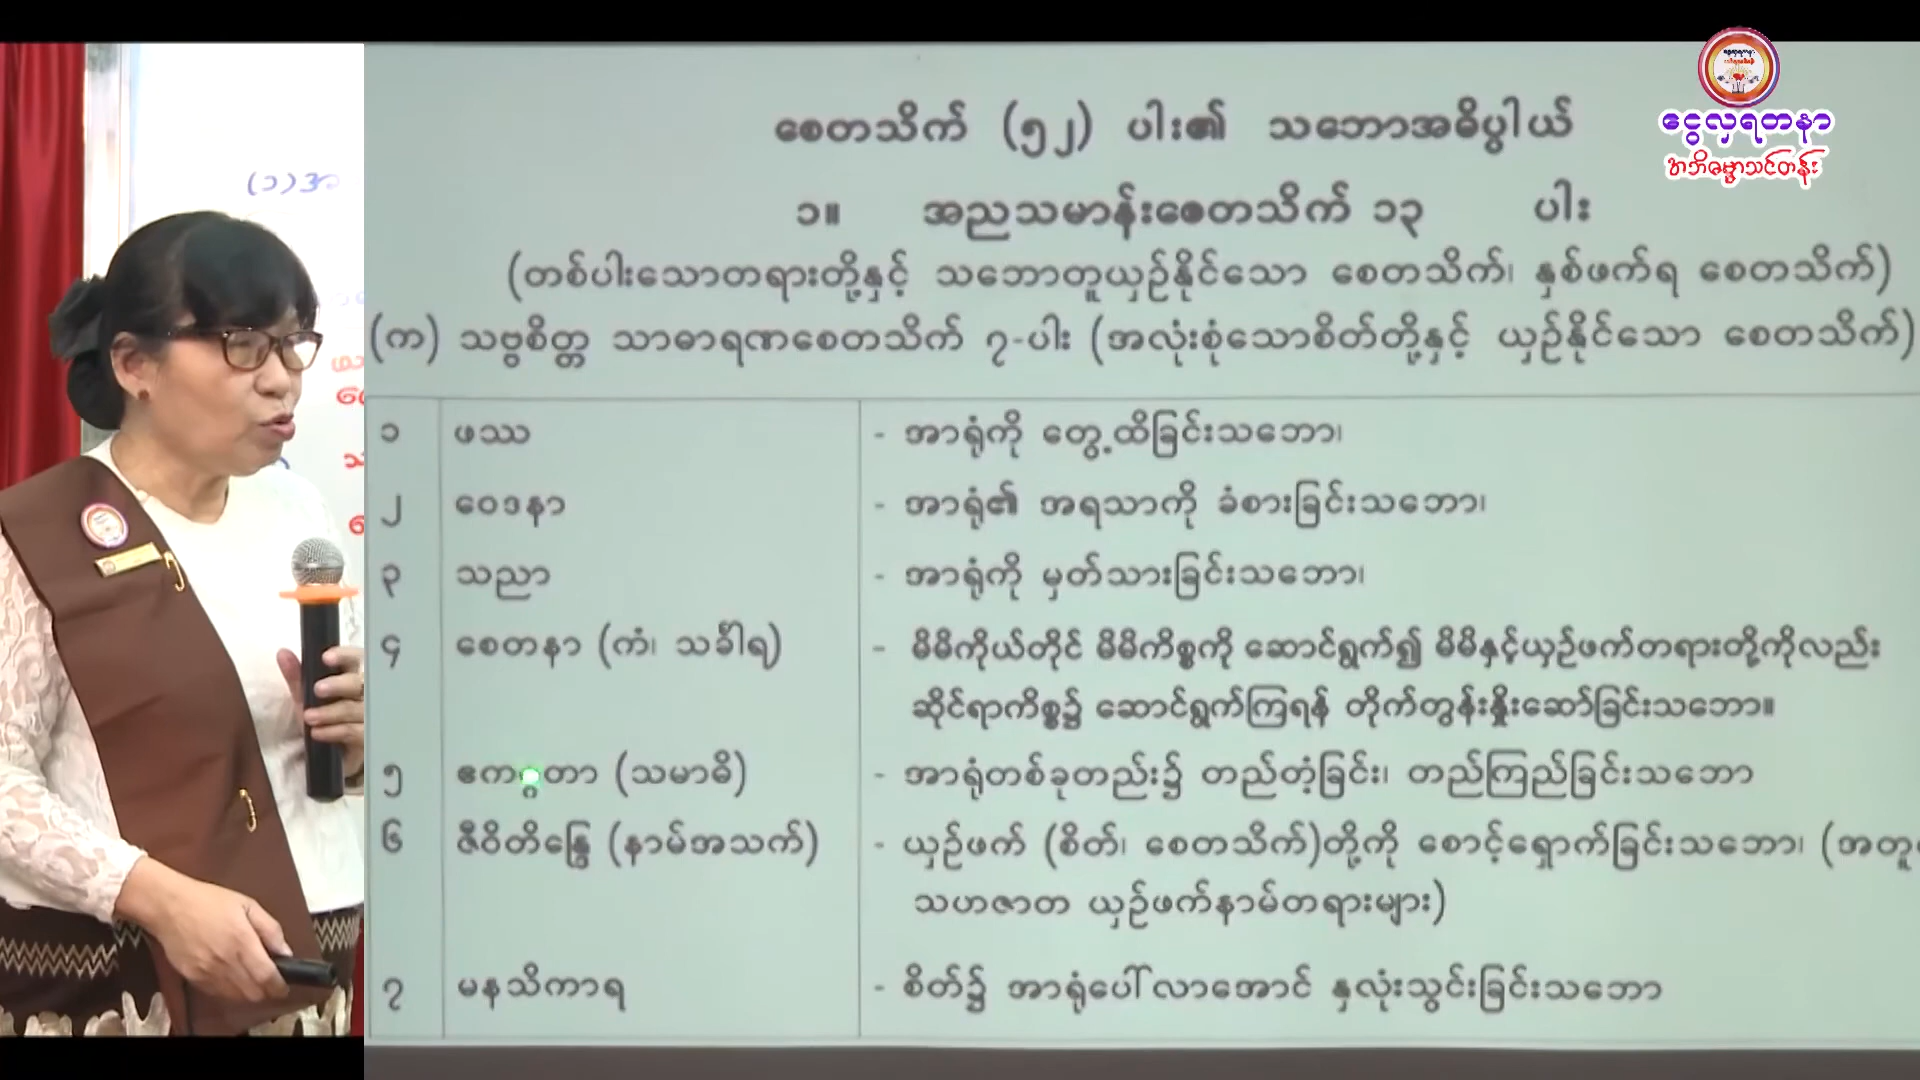 စေတသိက် (၅၂) ပါး၏ သဘောအဓိပ္ပါယ်
၁။ အညသမာန်းစေတသိက် ၁၃ ပါး
(တစ်ပါးသောတရားတို့နှင့် သဘောတူယှဉ်နိုင်သော စေတသိက်၊ နှစ်ဖက်ရ စေတသိက်)
(က) သဗ္ဗစိတ္တ သာဓာရဏစေတသိက် ၇-ပါး (အလုံးစုံသောစိတ်တို့နှင့် ယှဉ်နိုင်သော စေတသိက်)
၁ ဖဿ - အာရုံကို တွေ့ထိခြင်းသဘော၊
၂ ဝေဒနာ - အာရုံ၏ အရသာကို ခံစားခြင်းသဘော၊
၃ သညာ - အာရုံကို မှတ်သားခြင်းသဘော၊
၄ စေတနာ (ကံ၊ သင်္ခါရ) - မိမိကိုယ်တိုင် မိမိကိစ္စကို ဆောင်ရွက်၍ မိမိနှင့်ယှဉ်ဖက်တရားတို့ကိုလည်း
ဆိုင်ရာကိစ္စ၌ ဆောင်ရွက်ကြရန် တိုက်တွန်းနှိုးဆော်ခြင်းသဘော။
၅ ဧကဂ္ဂတာ (သမာဓိ) - အာရုံတစ်ခုတည်း၌ တည်တံ့ခြင်း၊ တည်ကြည်ခြင်းသဘော
၆ ဇီဝိတိန္ဒြေ (နာမ်အသက်) - ယှဉ်ဖက် (စိတ်၊ စေတသိက်)တို့ကို စောင့်ရှောက်ခြင်းသဘော၊ (အတူ
သဟဇာတ ယှဉ်ဖက်နာမ်တရားများ)
၇ မနသိကာရ - စိတ်၌ အာရုံပေါ်လာအောင် နှလုံးသွင်းခြင်းသဘော
ငွေလှရတနာ
အဘိဓမ္မာသင်တန်း
(၁) အ